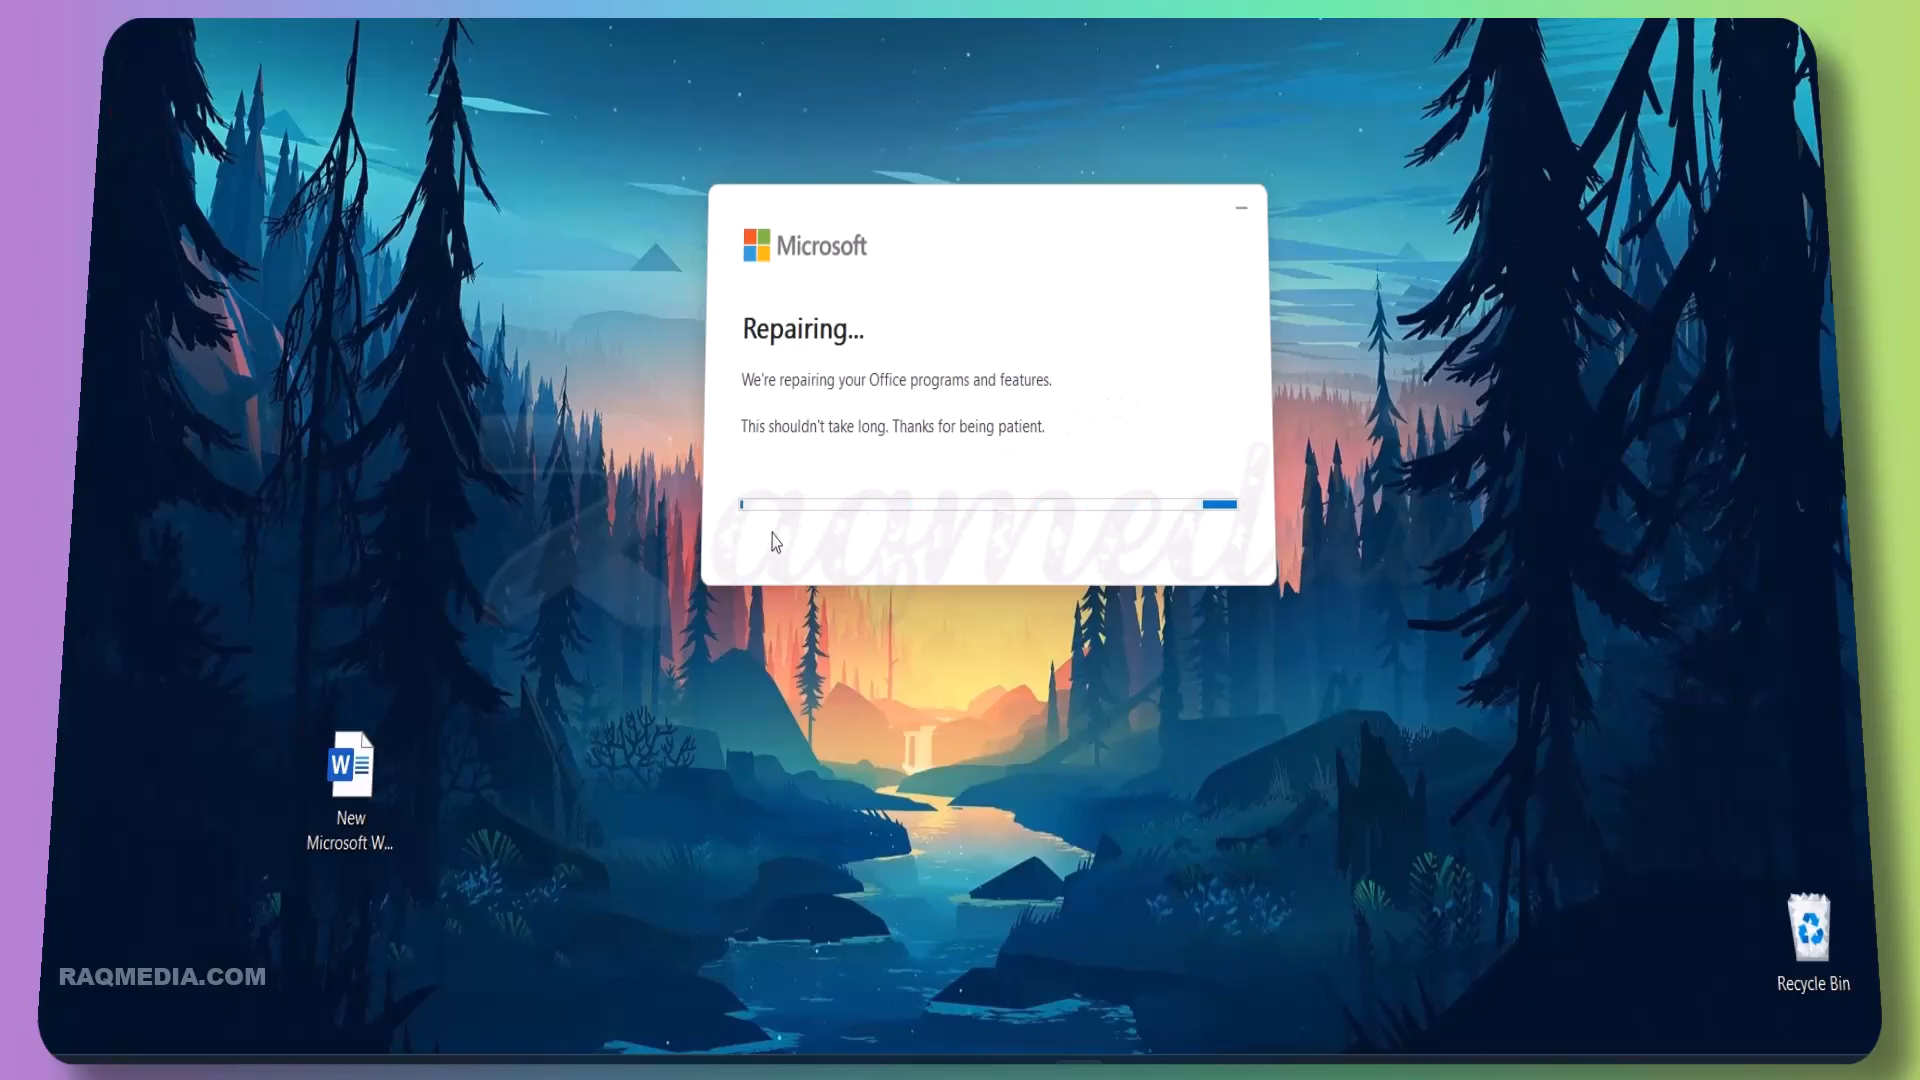 Microsoft
Repairing...
We're repairing your Office programs and features.
This shouldn't take long. Thanks for being patient.
Raqmedia
W
New
Microsoft W...
RAQMEDIA.COM
Recycle Bin